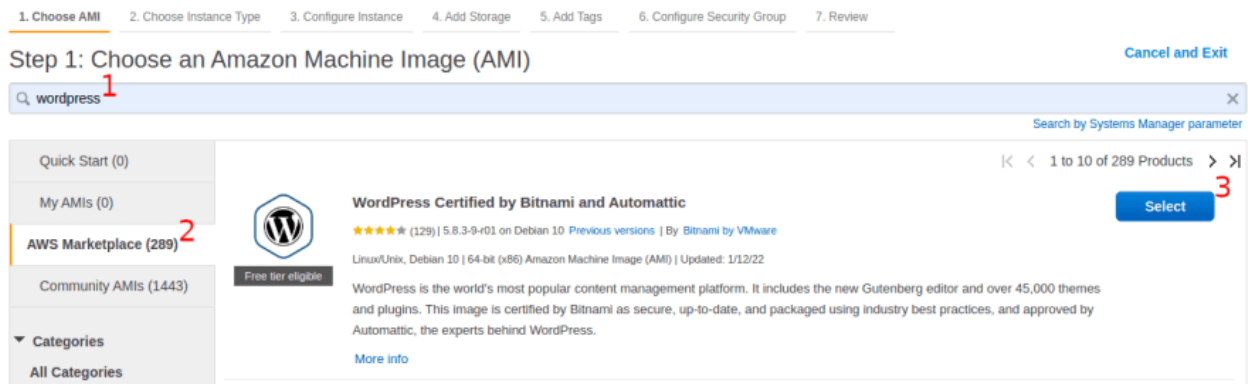 1. Choose AMI 2. Choose Instance Type 3. Configure Instance 4. Add Storage 5. Add Tags 6. Configure Security Group 7. Review
Step 1: Choose an Amazon Machine Image (AMI) Cancel and Exit
wordpress 1
Search by Systems Manager parameter
Quick Start (0)
My AMIs (0)
AWS Marketplace (289) 2
Community AMIs (1443)
Categories
All Categories
1 to 10 of 289 Products
WordPress Certified by Bitnami and Automattic
Select 3
(129) | 5.8.3-9-r01 on Debian 10 Previous versions | By Bitnami by VMware
Linux/Unix, Debian 10 | 64-bit (x86) Amazon Machine Image (AMI) | Updated: 1/12/22
Free tier eligible
WordPress is the world's most popular content management platform. It includes the new Gutenberg editor and over 45,000 themes
and plugins. This image is certified by Bitnami as secure, up-to-date, and packaged using industry best practices, and approved by
Automattic, the experts behind WordPress.
More info